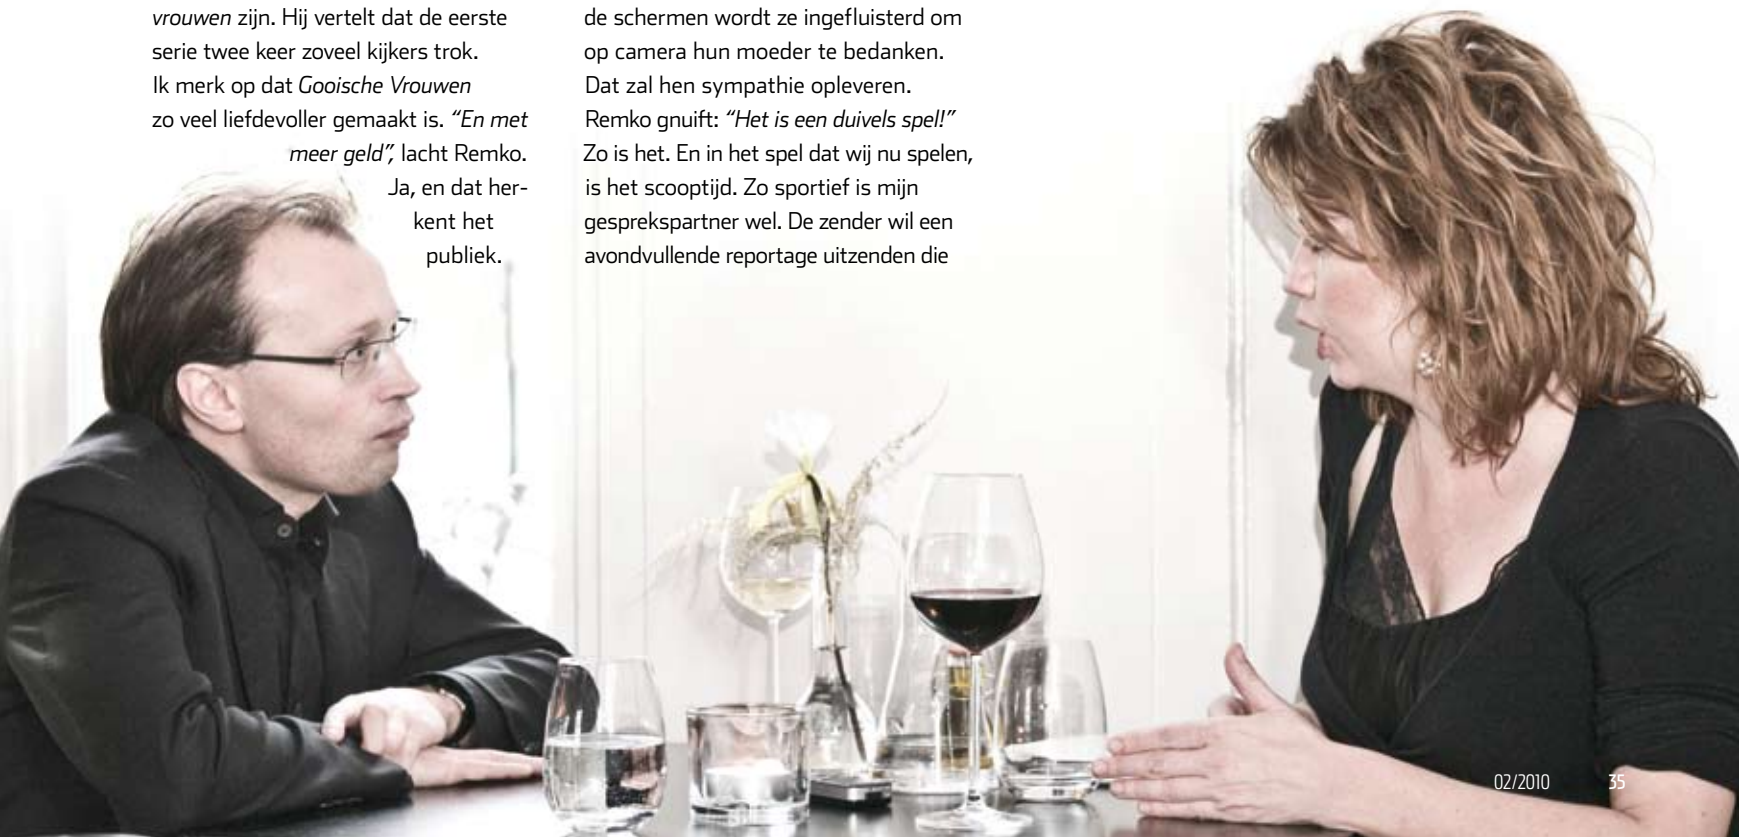 vrouwen zijn. Hij vertelt dat de eerste
serie twee keer zoveel kijkers trok.
Ik merk op dat Gooische Vrouwen
zo veel liefdevoller gemaakt is. “En met
meer geld”, lacht Remko.
Ja, en dat her-
kent het
publiek.
de schermen wordt ze ingefluisterd om
op camera hun moeder te bedanken.
Dat zal hen sympathie opleveren.
Remko gnuift: “Het is een duivels spel!”
Zo is het. En in het spel dat wij nu spelen,
is het scooptijd. Zo sportief is mijn
gesprekspartner wel. De zender wil een
avondvullende reportage uitzenden die
02/2010 35